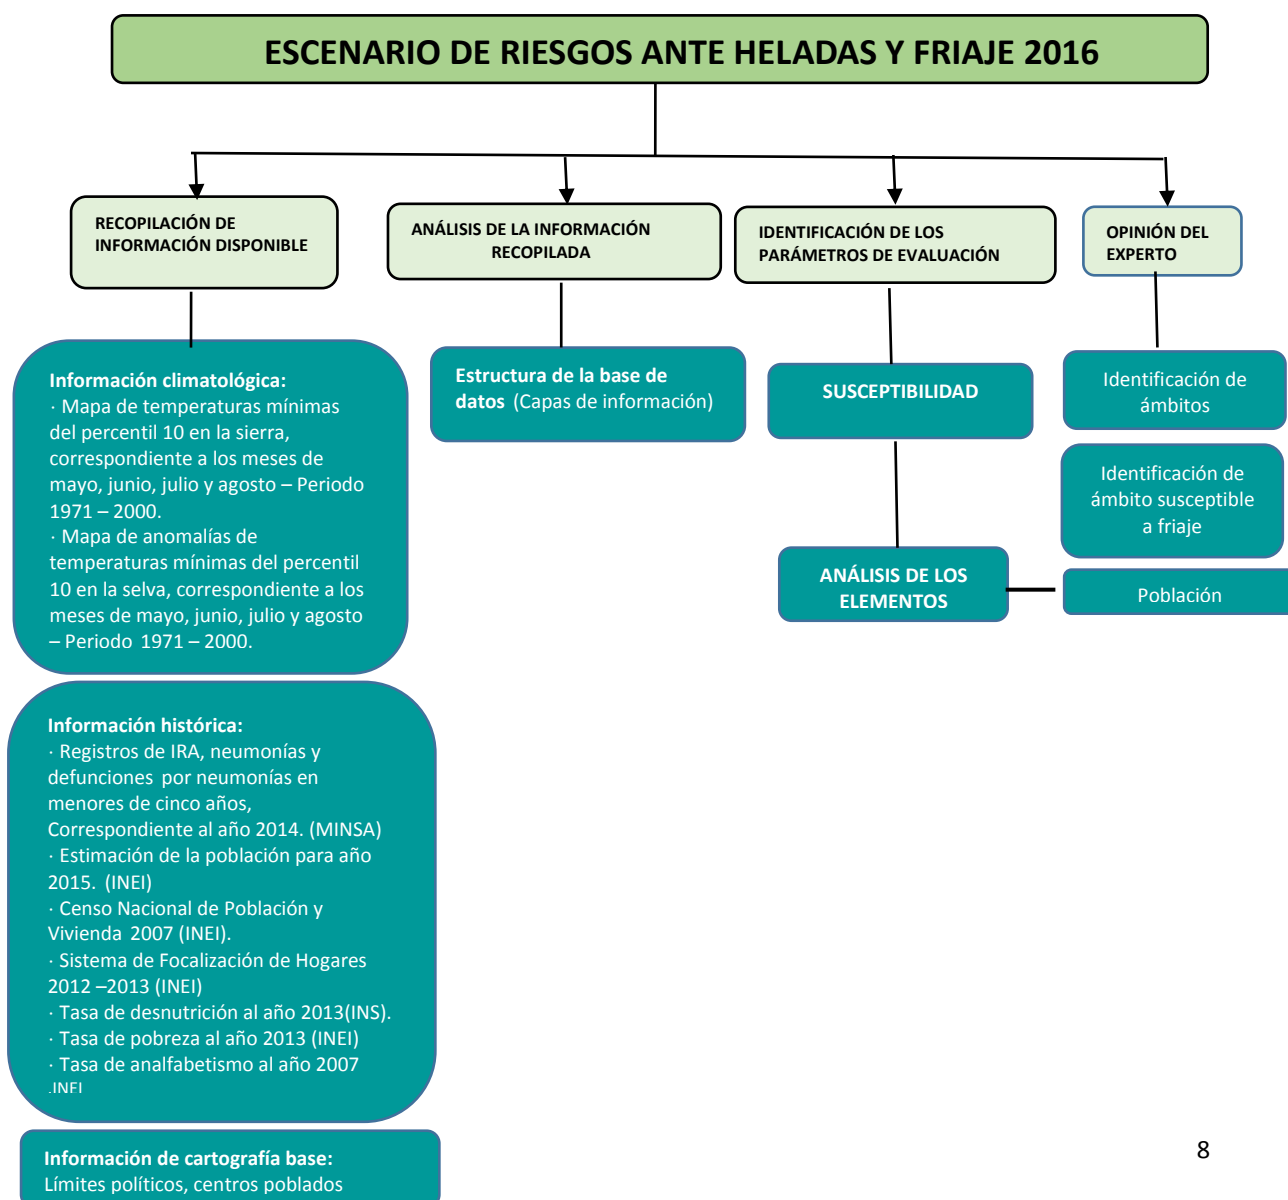 ESCENARIO DE RIESGOS ANTE HELADAS Y FRIAJE 2016
RECOPILACIÓN DE
INFORMACIÓN DISPONIBLE
ANÁLISIS DE LA INFORMACIÓN
RECOPILADA
IDENTIFICACIÓN DE LOS
PARÁMETROS DE EVALUACIÓN
OPINIÓN DEL
EXPERTO
Información climatológica:
· Mapa de temperaturas mínimas
del percentil 10 en la sierra,
correspondiente a los meses de
mayo, junio, julio y agosto – Periodo
1971 – 2000.
· Mapa de anomalías de
temperaturas mínimas del percentil
10 en la selva, correspondiente a los
meses de mayo, junio, julio y agosto
– Periodo 1971 – 2000.
Estructura de la base de
datos (Capas de información)
SUSCEPTIBILIDAD
ANÁLISIS DE LOS
ELEMENTOS
Identificación de
ámbitos
Identificación de
ámbito susceptible
a friaje
Población
Información histórica:
· Registros de IRA, neumonías y
defunciones por neumonías en
menores de cinco años,
Correspondiente al año 2014. (MINSA)
· Estimación de la población para año
2015. (INEI)
· Censo Nacional de Población y
Vivienda 2007 (INEI).
· Sistema de Focalización de Hogares
2012 –2013 (INEI)
· Tasa de desnutrición al año 2013(INS).
· Tasa de pobreza al año 2013 (INEI)
· Tasa de analfabetismo al año 2007
.INEI
Información de cartografía base:
Límites políticos, centros poblados
8